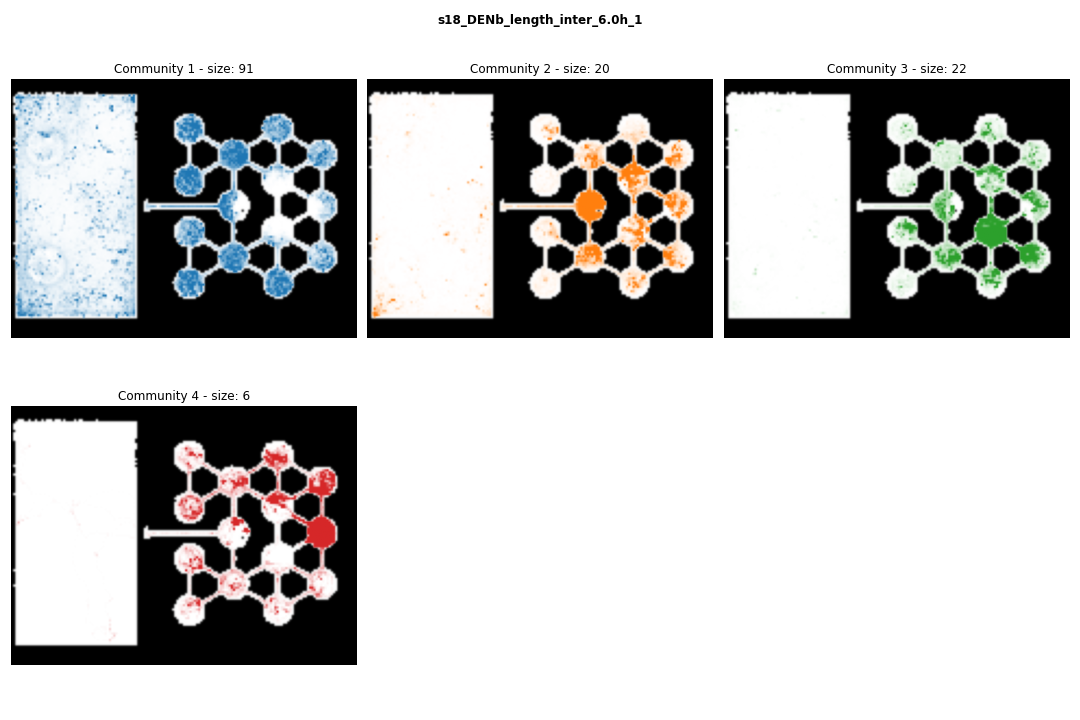 s18_DENb_length_inter_6.0h_1
Community 1 - size: 91
Community 2 - size: 20
Community 3 - size: 22
Community 4 - size: 6